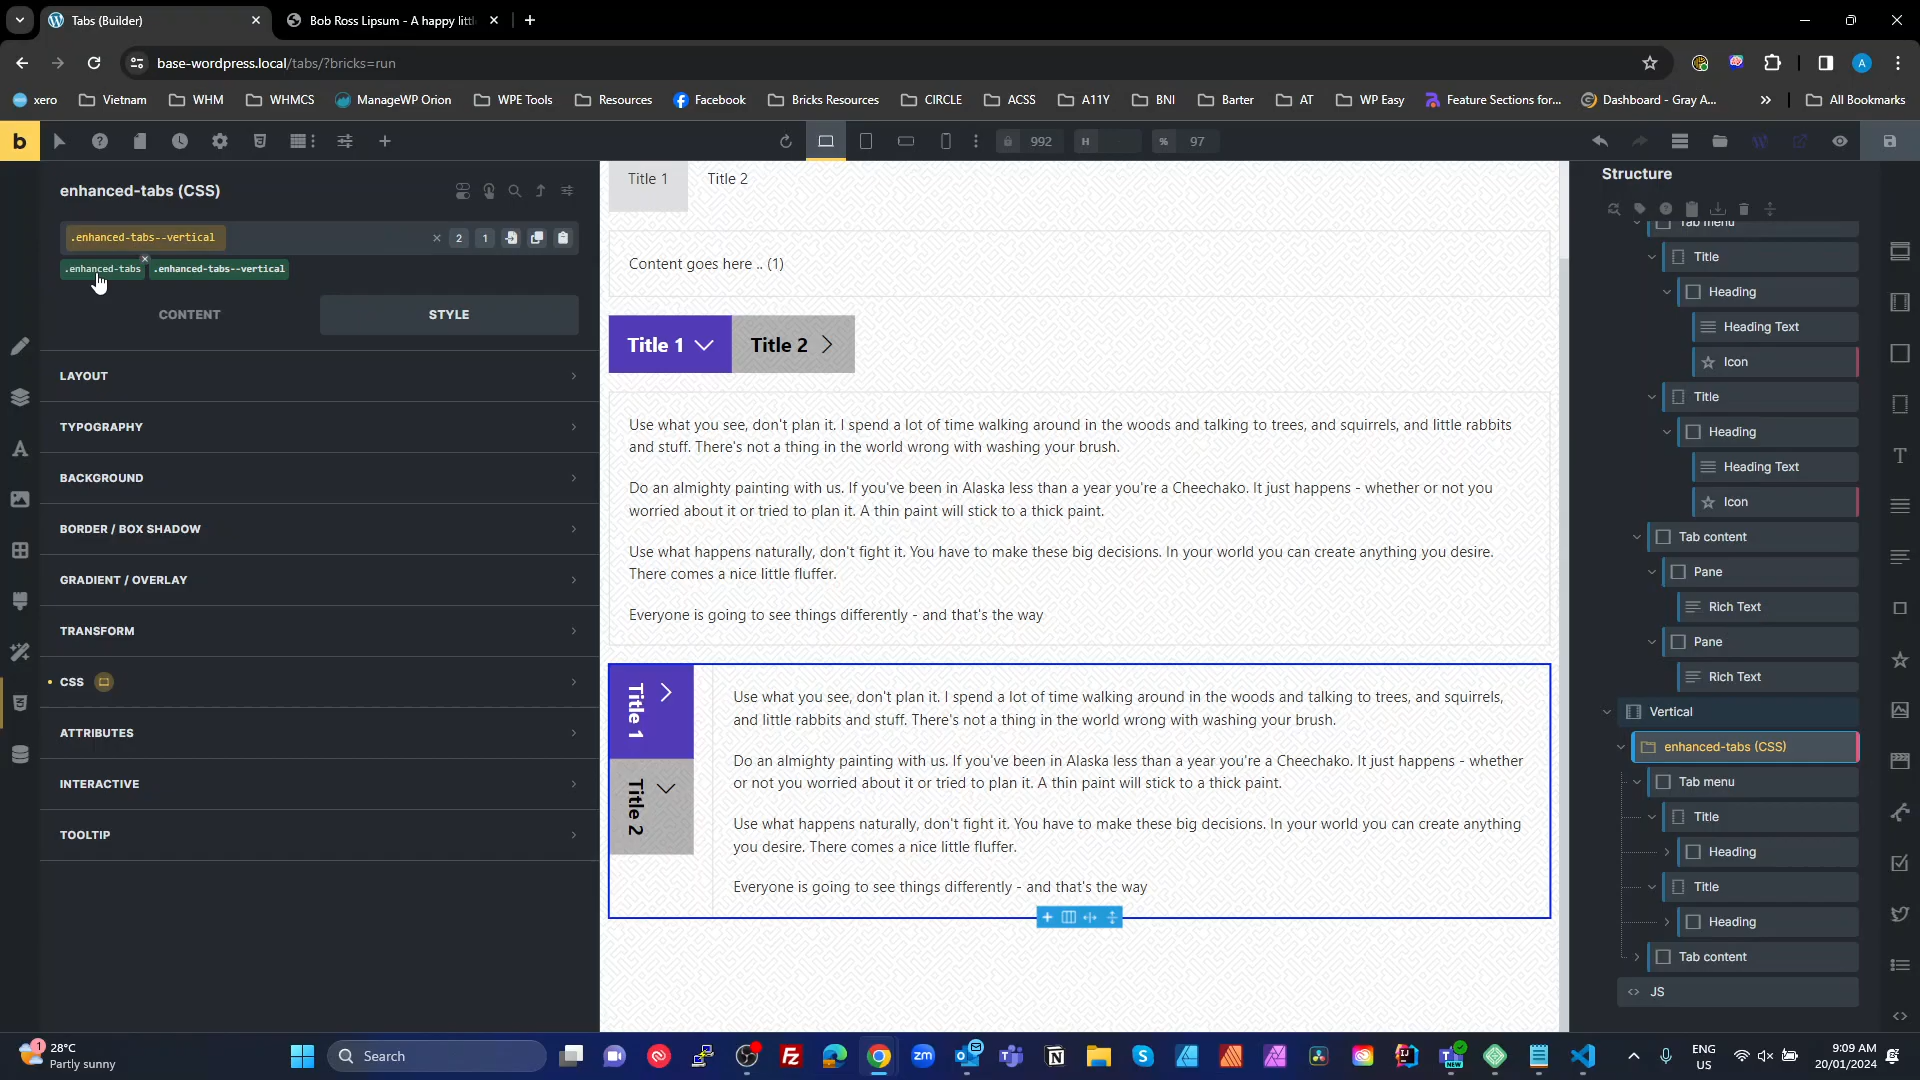 Tabs (Builder)
Bob Ross Lipsum - A happy littl
base-wordpress.local/tabs/?bricks=run
xero
Vietnam
WHM
WHMCS
ManageWP Orion
WPE Tools
Resources
Facebook
Bricks Resources
CIRCLE
ACSS
A11Y
BNI
Barter
AT
WP Easy
Feature Sections for...
Dashboard - Gray A...
»
All Bookmarks
b
992
H
%
97
enhanced-tabs (CSS)
.enhanced-tabs--vertical
2
1
.enhanced-tabs
.enhanced-tabs--vertical
CONTENT
STYLE
LAYOUT
TYPOGRAPHY
BACKGROUND
BORDER / BOX SHADOW
GRADIENT / OVERLAY
TRANSFORM
CSS
ATTRIBUTES
INTERACTIVE
TOOLTIP
Title 1
Title 2
Content goes here .. (1)
Title 1
Title 2
Use what you see, don't plan it. I spend a lot of time walking around in the woods and talking to trees, and squirrels, and little rabbits
and stuff. There's not a thing in the world wrong with washing your brush.
Do an almighty painting with us. If you've been in Alaska less than a year you're a Cheechako. It just happens - whether or not you
worried about it or tried to plan it. A thin paint will stick to a thick paint.
Use what happens naturally, don't fight it. You have to make these big decisions. In your world you can create anything you desire.
There comes a nice little fluffer.
Everyone is going to see things differently - and that's the way
Title 1
Title 2
Use what you see, don't plan it. I spend a lot of time walking around in the woods and talking to trees, and squirrels,
and little rabbits and stuff. There's not a thing in the world wrong with washing your brush.
Do an almighty painting with us. If you've been in Alaska less than a year you're a Cheechako. It just happens - whether
or not you worried about it or tried to plan it. A thin paint will stick to a thick paint.
Use what happens naturally, don't fight it. You have to make these big decisions. In your world you can create anything
you desire. There comes a nice little fluffer.
Everyone is going to see things differently - and that's the way
Structure
Tab menu
Title
Heading
Heading Text
Icon
Title
Heading
Heading Text
Icon
Tab content
Pane
Rich Text
Pane
Rich Text
Vertical
enhanced-tabs (CSS)
Tab menu
Title
Heading
Title
Heading
Tab content
JS
1
28°C
Partly sunny
Search
ENG
US
9:09 AM
20/01/2024